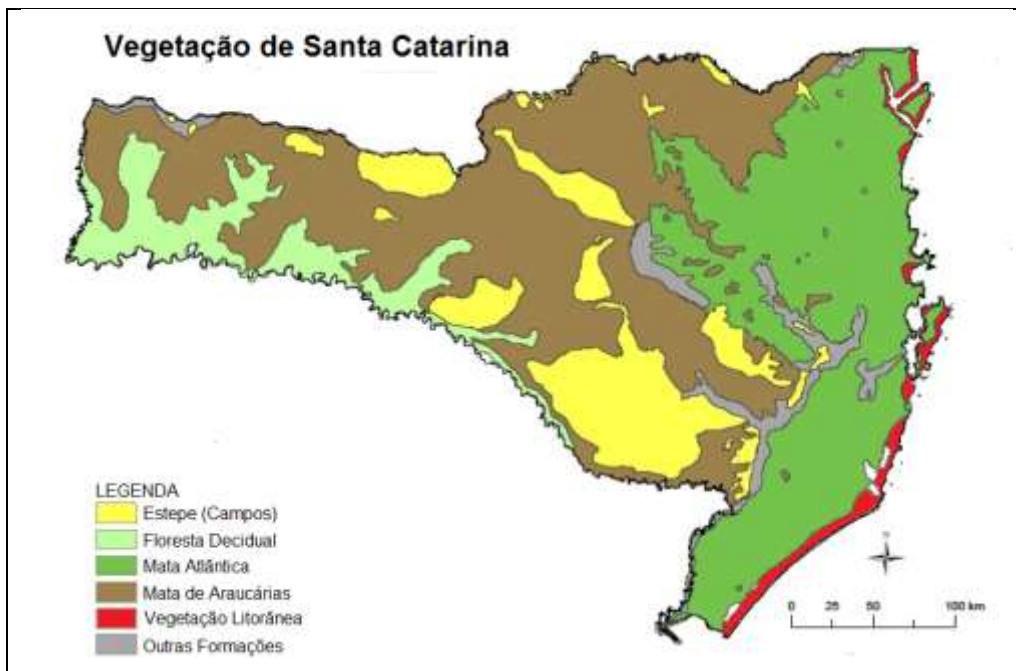 Vegetação de Santa Catarina
LEGENDA
Estepe (Campos)
Floresta Decidual
Mata Atlântica
Mata de Araucárias
Vegetação Litorânea
Outras Formações
0 25 50 100 km